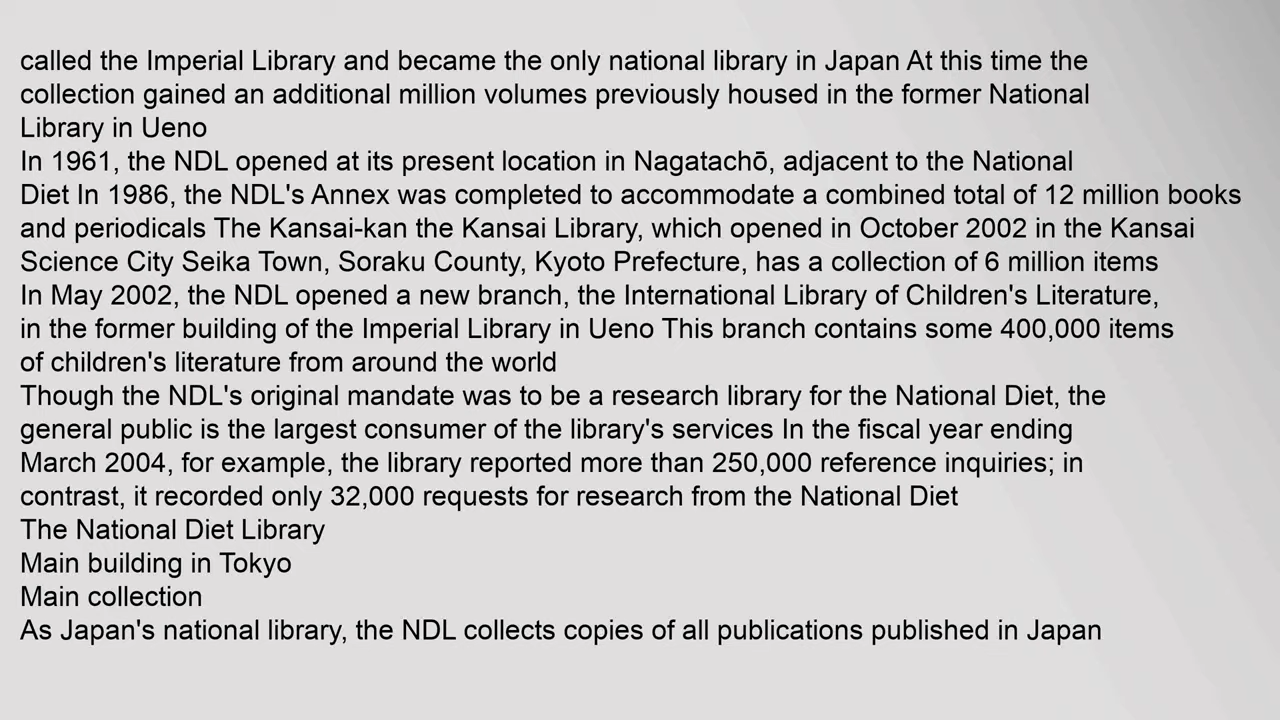 called the Imperial Library and became the only national library in Japan At this time the
collection gained an additional million volumes previously housed in the former National
Library in Ueno
In 1961, the NDL opened at its present location in Nagatachō, adjacent to the National
Diet In 1986, the NDL's Annex was completed to accommodate a combined total of 12 million books
and periodicals The Kansai-kan the Kansai Library, which opened in October 2002 in the Kansai
Science City Seika Town, Soraku County, Kyoto Prefecture, has a collection of 6 million items
In May 2002, the NDL opened a new branch, the International Library of Children's Literature,
in the former building of the Imperial Library in Ueno This branch contains some 400,000 items
of children's literature from around the world
Though the NDL's original mandate was to be a research library for the National Diet, the
general public is the largest consumer of the library's services In the fiscal year ending
March 2004, for example, the library reported more than 250,000 reference inquiries; in
contrast, it recorded only 32,000 requests for research from the National Diet
The National Diet Library
Main building in Tokyo
Main collection
As Japan's national library, the NDL collects copies of all publications published in Japan